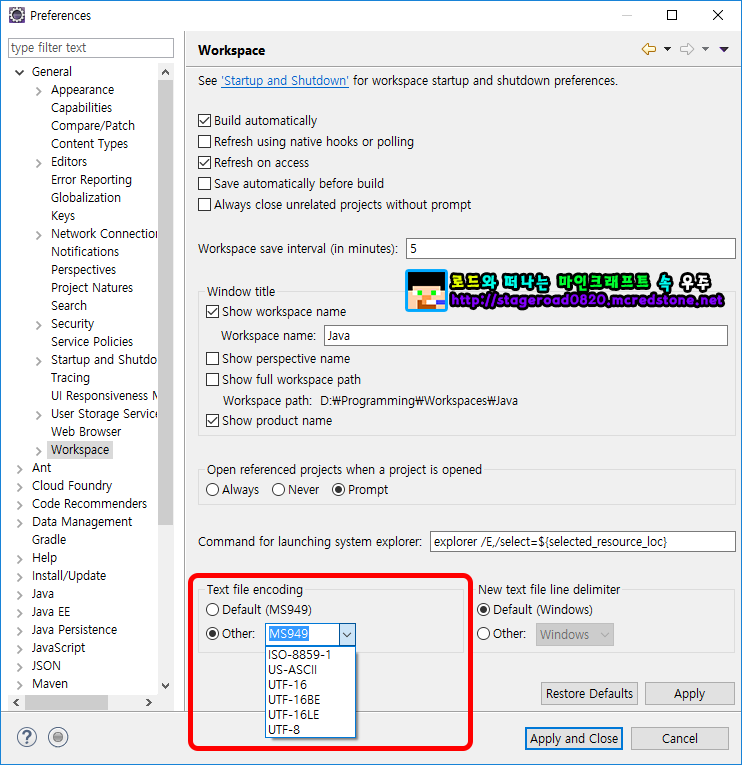 Preferences
type filter text
General
Appearance
Capabilities
Compare/Patch
Content Types
Editors
Error Reporting
Globalization
Keys
Network Connection
Notifications
Perspectives
Project Natures
Search
Security
Service Policies
Startup and Shutdo
Tracing
UI Responsiveness M
User Storage Service
Web Browser
Workspace
Ant
Cloud Foundry
Code Recommenders
Data Management
Gradle
Help
Install/Update
Java
Java EE
Java Persistence
JavaScript
JSON
Maven
Workspace
See 'Startup and Shutdown' for workspace startup and shutdown preferences.
Build automatically
Refresh using native hooks or polling
Refresh on access
Save automatically before build
Always close unrelated projects without prompt
Workspace save interval (in minutes): 5
로드와 떠나는 마인크래프트 속 우주
http://stageroad0820.mcredstone.net
Window title
Show workspace name
Workspace name: Java
Show perspective name
Show full workspace path
Workspace path: D:₩Programming₩Workspaces₩Java
Show product name
Open referenced projects when a project is opened
Always Never Prompt
Command for launching system explorer: explorer /E,/select=${selected_resource_loc}
Text file encoding
Default (MS949)
Other: MS949
ISO-8859-1
US-ASCII
UTF-16
UTF-16BE
UTF-16LE
UTF-8
New text file line delimiter
Default (Windows)
Other: Windows
Restore Defaults Apply
? Apply and Close Cancel